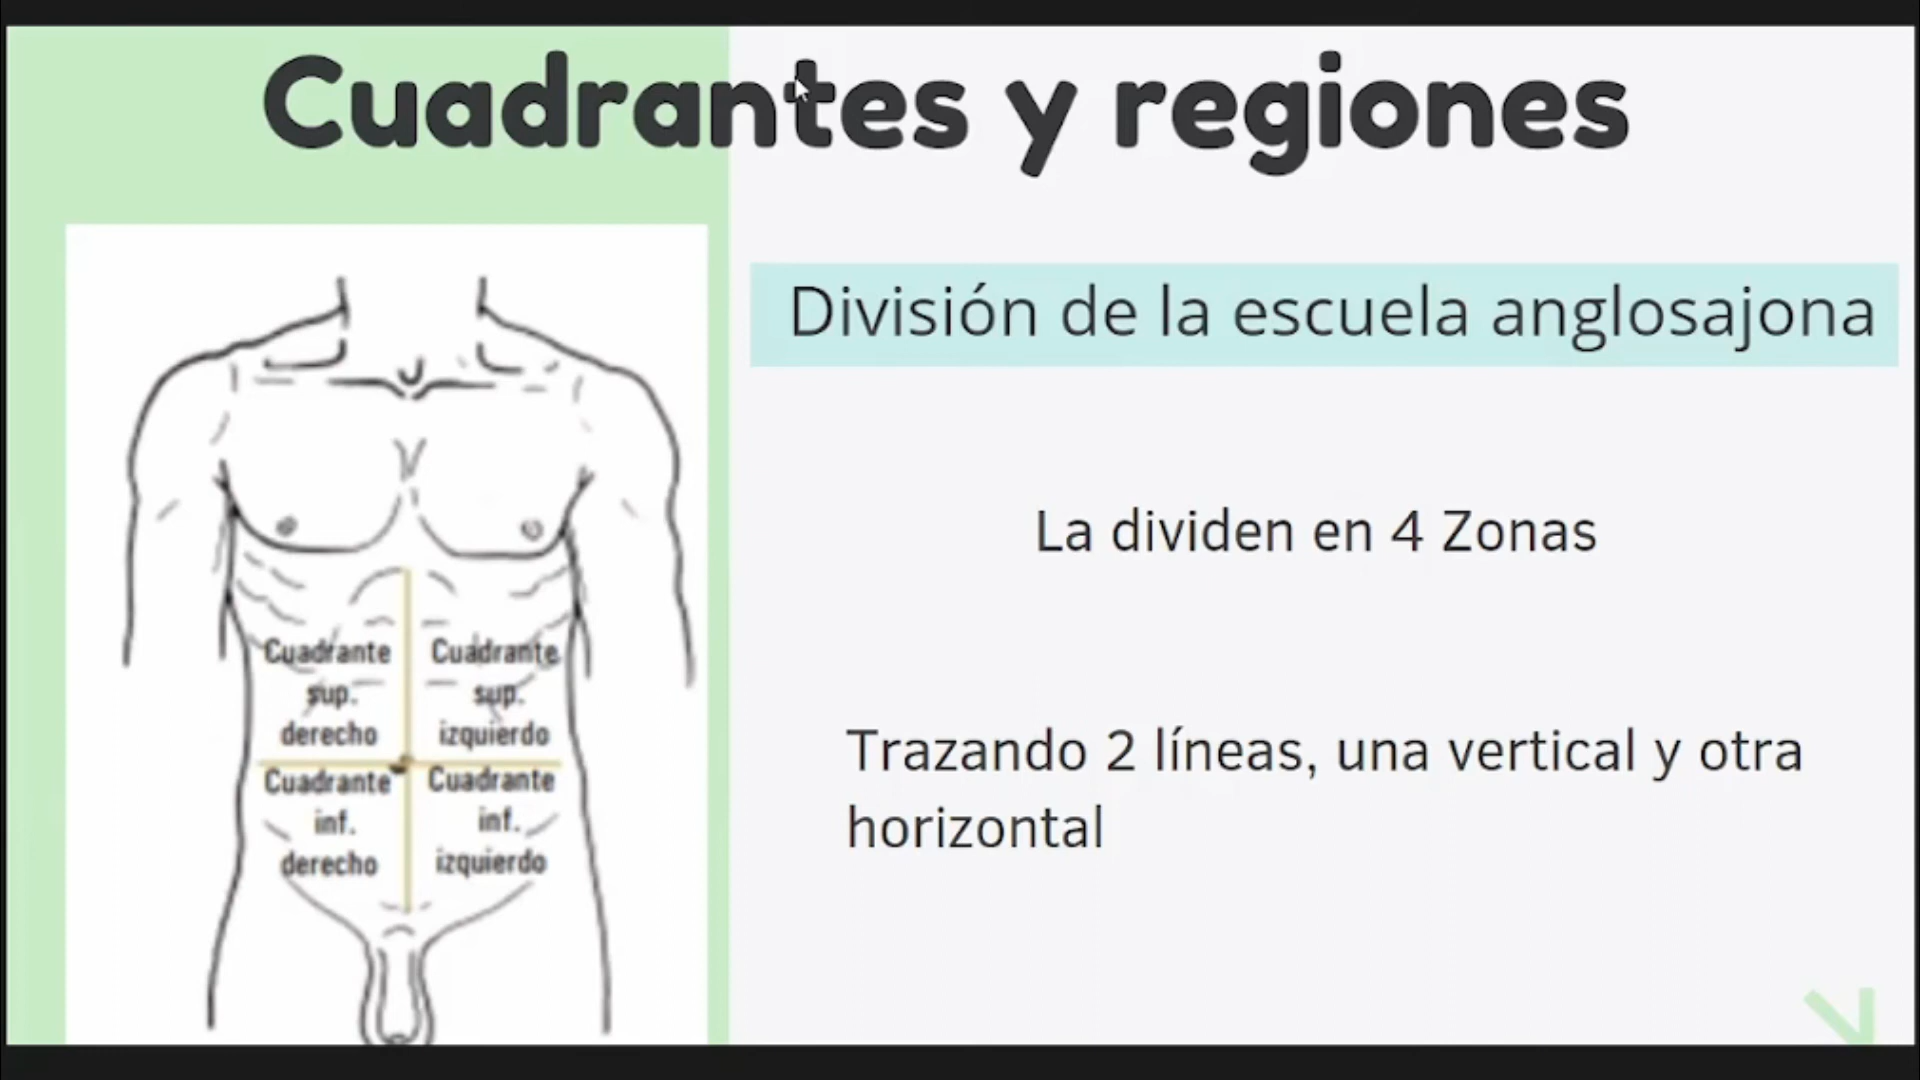 Cuadrantes y regiones
División de la escuela anglosajona
La dividen en 4 Zonas
Trazando 2 líneas, una vertical y otra
horizontal
Cuadrante
sup.
derecho
Cuadrante
sup.
izquierdo
Cuadrante
inf.
derecho
Cuadrante
inf.
izquierdo